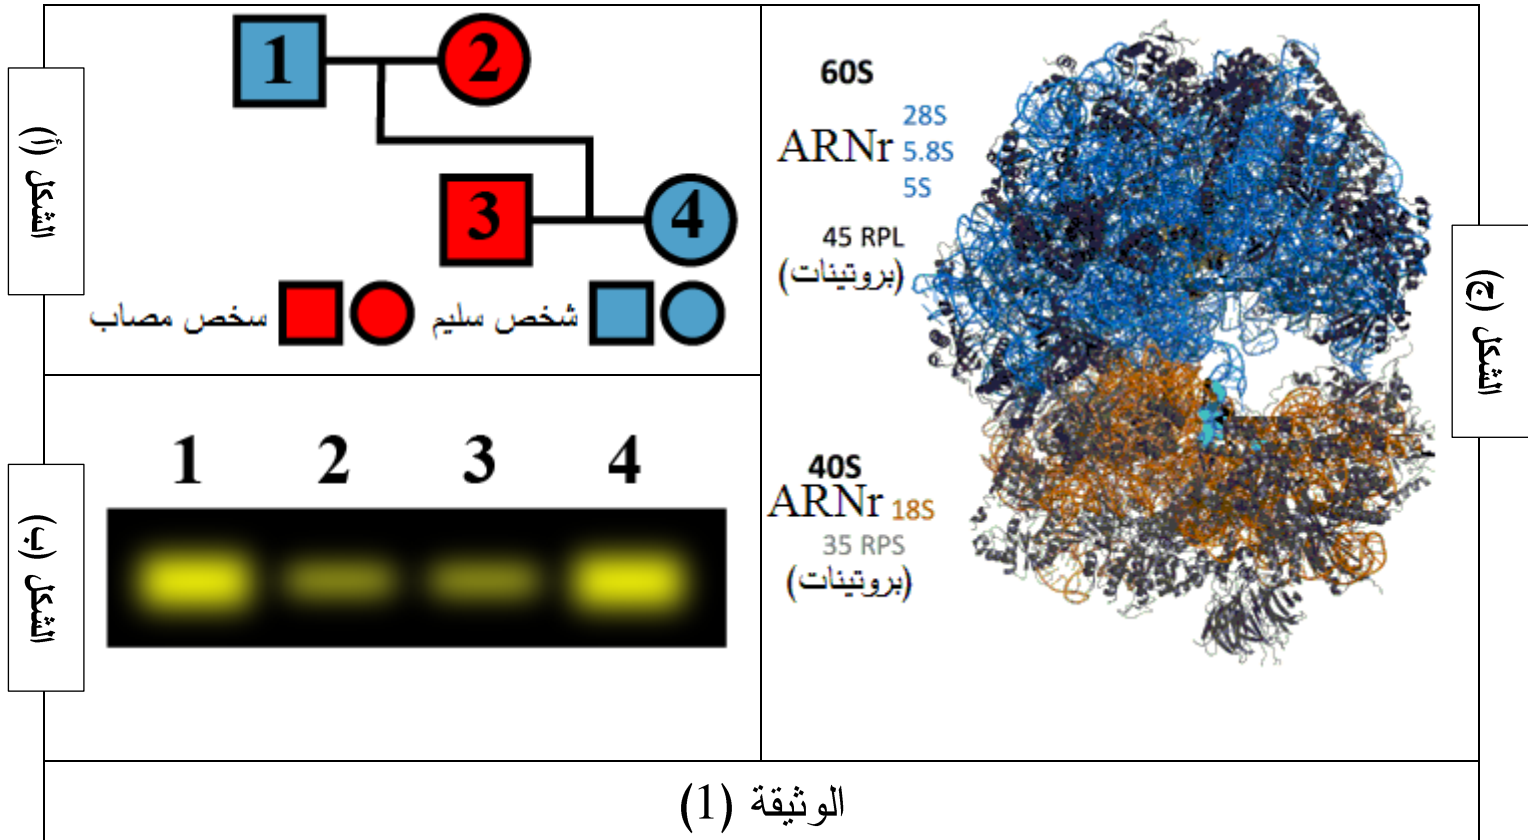 60S
ARNr
28S
5.8S
5S
45 RPL
(بروتينات)
40S
ARNr 18S
35 RPS
(بروتينات)
الشكل (ج)
1
2
3
4
شخص سليم
سخص مصاب
الشكل (أ)
1 2 3 4
الشكل (ب)
الوثيقة (1)